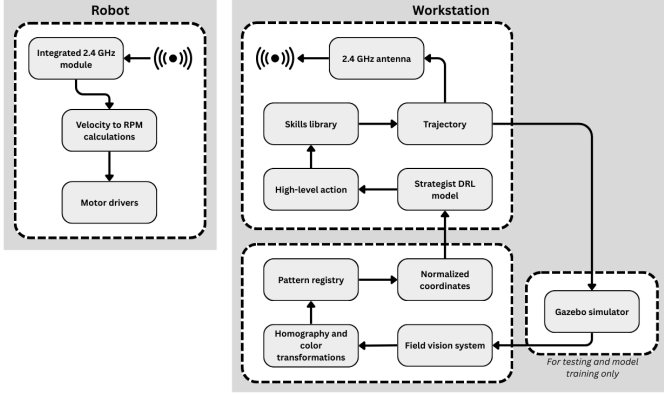 Robot
Integrated 2.4 GHz
module
Velocity to RPM
calculations
Motor drivers
Workstation
2.4 GHz antenna
Skills library
Trajectory
High-level action
Strategist DRL
model
Pattern registry
Normalized
coordinates
Homography and
color
transformations
Field vision system
Gazebo simulator
For testing and model
training only